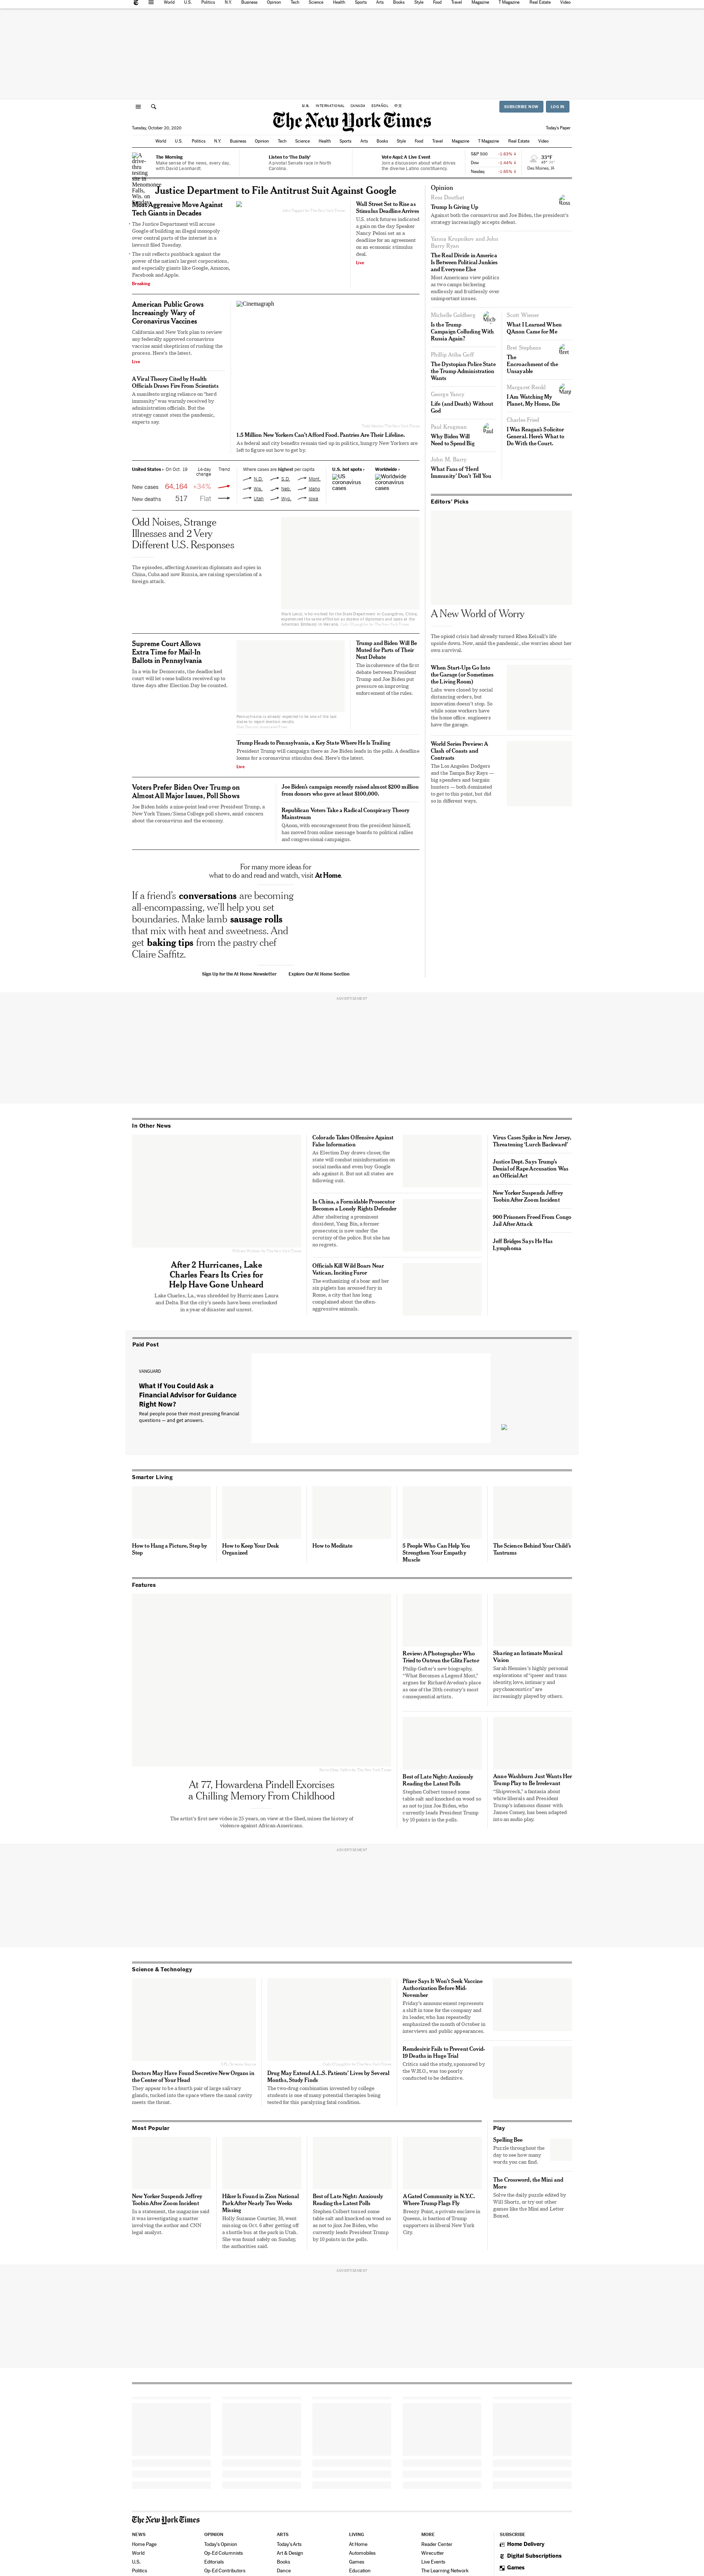 World U.S. Politics N.Y. Business Opinion Tech Science Health Sports Arts Books Style Food Travel Magazine T Magazine Real Estate Video
U.S. INTERNATIONAL CANADA ESPAÑOL 中文
SUBSCRIBE NOW LOG IN
The New York Times
Tuesday, October 20, 2020
Today's Paper
World U.S. Politics N.Y. Business Opinion Tech Science Health Sports Arts Books Style Food Travel Magazine T Magazine Real Estate Video
The Morning
Make sense of the news, every day, with David Leonhardt.
Listen to 'The Daily'
A pivotal Senate race in North Carolina.
Vote Aquí: A Live Event
Join a discussion about what drives the diverse Latino constituency.
S&P 500 -1.63%
Dow -1.44%
Nasdaq -1.65%
Des Moines, IA
Justice Department to File Antitrust Suit Against Google
Most Aggressive Move Against Tech Giants in Decades
The Justice Department will accuse Google of building an illegal monopoly over central parts of the internet in a lawsuit filed Tuesday.
The suit reflects pushback against the power of the nation's largest corporations, and especially giants like Google, Amazon, Facebook and Apple.
Breaking
Wall Street Set to Rise as Stimulus Deadline Arrives
U.S. stock futures indicated a gain on the day Speaker Nancy Pelosi set as a deadline for an agreement on an economic stimulus deal.
Live
American Public Grows Increasingly Wary of Coronavirus Vaccines
California and New York plan to review any federally approved coronavirus vaccine amid skepticism of rushing the process. Here's the latest.
Live
A Viral Theory Cited by Health Officials Draws Fire From Scientists
A manifesto urging reliance on "herd immunity" was warmly received by administration officials. But the strategy cannot stem the pandemic, experts say.
Cinemagraph
1.5 Million New Yorkers Can't Afford Food. Pantries Are Their Lifeline.
As federal and city benefits remain tied up in politics, hungry New Yorkers are left to figure out how to get by.
United States › On Oct. 19 14-day change Trend
New cases 64,164 +34%
New deaths 517 Flat
Where cases are highest per capita
N.D. S.D. Mont.
Wis. Neb. Idaho
Utah Wyo. Iowa
U.S. hot spots ›
US coronavirus cases
Worldwide ›
Worldwide coronavirus cases
Odd Noises, Strange Illnesses and 2 Very Different U.S. Responses
The episodes, affecting American diplomats and spies in China, Cuba and now Russia, are raising speculation of a foreign attack.
Supreme Court Allows Extra Time for Mail-In Ballots in Pennsylvania
In a win for Democrats, the deadlocked court will let some ballots received up to three days after Election Day be counted.
Pennsylvania is already expected to be one of the last states to report election results.
Trump and Biden Will Be Muted for Parts of Their Next Debate
The incoherence of the first debate between President Trump and Joe Biden put pressure on improving enforcement of the rules.
Trump Heads to Pennsylvania, a Key State Where He Is Trailing
President Trump will campaign there as Joe Biden leads in the polls. A deadline looms for a coronavirus stimulus deal. Here's the latest.
Live
Voters Prefer Biden Over Trump on Almost All Major Issues, Poll Shows
Joe Biden holds a nine-point lead over President Trump, a New York Times/Siena College poll shows, amid concern about the coronavirus and the economy.
Joe Biden's campaign recently raised almost $200 million from donors who gave at least $100,000.
Republican Voters Take a Radical Conspiracy Theory Mainstream
QAnon, with encouragement from the president himself, has moved from online message boards to political rallies and congressional campaigns.
For many more ideas for
what to do and read and watch, visit At Home.
If a friend's conversations are becoming all-encompassing, we'll help you set boundaries. Make lamb sausage rolls that mix with heat and sweetness. And get baking tips from the pastry chef Claire Saffitz.
Sign Up for the At Home Newsletter
Explore Our At Home Section
Opinion
Ross Douthat
Trump Is Giving Up
Against both the coronavirus and Joe Biden, the president's strategy increasingly accepts defeat.
Yanna Krupnikov and John Barry Ryan
The Real Divide in America Is Between Political Junkies and Everyone Else
Most Americans view politics as two camps bickering endlessly and fruitlessly over unimportant issues.
Michelle Goldberg
Is the Trump Campaign Colluding With Russia Again?
Phillip Atiba Goff
The Dystopian Police State the Trump Administration Wants
George Yancy
Life (and Death) Without God
Paul Krugman
Why Biden Will Need to Spend Big
John M. Barry
What Fans of 'Herd Immunity' Don't Tell You
Scott Wiener
What I Learned When QAnon Came for Me
Bret Stephens
The Encroachment of the Unsayable
Margaret Renkl
I Am Watching My Planet, My Home, Die
Charles Fried
I Was Reagan's Solicitor General. Here's What to Do With the Court.
Editors' Picks
A New World of Worry
The opioid crisis had already turned Rhea Kelsall's life upside down. Now, amid the pandemic, she worries about her own survival.
When Start-Ups Go Into the Garage (or Sometimes the Living Room)
Labs were closed by social distancing orders, but innovation doesn't stop. So while some workers have the home office, engineers have the garage.
World Series Preview: A Clash of Coasts and Contrasts
The Los Angeles Dodgers and the Tampa Bay Rays — big spenders and bargain hunters — both dominated to get to this point, but did so in different ways.
ADVERTISEMENT
In Other News
After 2 Hurricanes, Lake Charles Fears Its Cries for Help Have Gone Unheard
Lake Charles, La., was shredded by Hurricanes Laura and Delta. But the city's needs have been overlooked in a year of disaster and unrest.
Colorado Takes Offensive Against False Information
As Election Day draws closer, the state will combat misinformation on social media and even buy Google ads against it. But not all states are following suit.
In China, a Formidable Prosecutor Becomes a Lonely Rights Defender
After sheltering a prominent dissident, Yang Bin, a former prosecutor, is now under the scrutiny of the police. But she has no regrets.
Officials Kill Wild Boars Near Vatican, Inciting Furor
The euthanizing of a boar and her six piglets has aroused fury in Rome, a city that has long complained about the often aggressive animals.
Virus Cases Spike in New Jersey, Threatening 'Lurch Backward'
Justice Dept. Says Trump's Denial of Rape Accusation Was an Official Act
New Yorker Suspends Jeffrey Toobin After Zoom Incident
900 Prisoners Freed From Congo Jail After Attack
Jeff Bridges Says He Has Lymphoma
Paid Post
VANGUARD
What If You Could Ask a Financial Advisor for Guidance Right Now?
Real people pose their most pressing financial questions — and get answers.
Smarter Living
How to Hang a Picture, Step by Step
How to Keep Your Desk Organized
How to Meditate
5 People Who Can Help You Strengthen Your Empathy Muscle
The Science Behind Your Child's Tantrums
Features
At 77, Howardena Pindell Exorcises a Chilling Memory From Childhood
The artist's first new video in 25 years, on view at the Shed, mines the history of violence against African-Americans.
Review: A Photographer Who Tried to Outrun the Glitz Factor
Philip Gefter's new biography, "What Becomes a Legend Most," argues for Richard Avedon's place as one of the 20th century's most consequential artists.
Sharing an Intimate Musical Vision
Sarah Hennies's highly personal explorations of "queer and trans identity, love, intimacy and psychoacoustics" are increasingly played by others.
Best of Late Night: Anxiously Reading the Latest Polls
Stephen Colbert tossed some table salt and knocked on wood so as not to jinx Joe Biden, who currently leads President Trump by 10 points in the polls.
Anne Washburn Just Wants Her Trump Play to Be Irrelevant
"Shipwreck," a fantasia about white liberals and President Trump's infamous dinner with James Comey, has been adapted into an audio play.
ADVERTISEMENT
Science & Technology
Doctors May Have Found Secretive New Organs in the Center of Your Head
They appear to be a fourth pair of large salivary glands, tucked into the space where the nasal cavity meets the throat.
Drug May Extend A.L.S. Patients' Lives by Several Months, Study Finds
The two-drug combination invented by college students is one of many potential therapies being tested for this paralyzing fatal condition.
Pfizer Says It Won't Seek Vaccine Authorization Before Mid-November
Friday's announcement represents a shift in tone for the company and its leader, who has repeatedly emphasized the month of October in interviews and public appearances.
Remdesivir Fails to Prevent Covid-19 Deaths in Huge Trial
Critics said the study, sponsored by the W.H.O., was too poorly conducted to be definitive.
Most Popular
New Yorker Suspends Jeffrey Toobin After Zoom Incident
In a statement, the magazine said it was investigating a matter involving the author and CNN legal analyst.
Hiker Is Found in Zion National Park After Nearly Two Weeks Missing
Holly Suzanne Courtier, 38, went missing on Oct. 6 after getting off a shuttle bus at the park in Utah. She was found safely on Sunday, the authorities said.
Best of Late Night: Anxiously Reading the Latest Polls
Stephen Colbert tossed some table salt and knocked on wood so as not to jinx Joe Biden, who currently leads President Trump by 10 points in the polls.
A Gated Community in N.Y.C. Where Trump Flags Fly
Breezy Point, a private enclave in Queens, is bastion of Trump supporters in liberal New York City.
Play
Spelling Bee
Puzzle throughout the day to see how many words you can find.
The Crossword, the Mini and More
Solve the daily puzzle edited by Will Shortz, or try out other games like the Mini and Letter Boxed.
ADVERTISEMENT
The New York Times
NEWS
Home Page
World
U.S.
Politics
OPINION
Today's Opinion
Op-Ed Columnists
Editorials
Op-Ed Contributors
ARTS
Today's Arts
Art & Design
Books
Dance
LIVING
At Home
Automobiles
Games
Education
MORE
Reader Center
Wirecutter
Live Events
The Learning Network
SUBSCRIBE
Home Delivery
Digital Subscriptions
Games